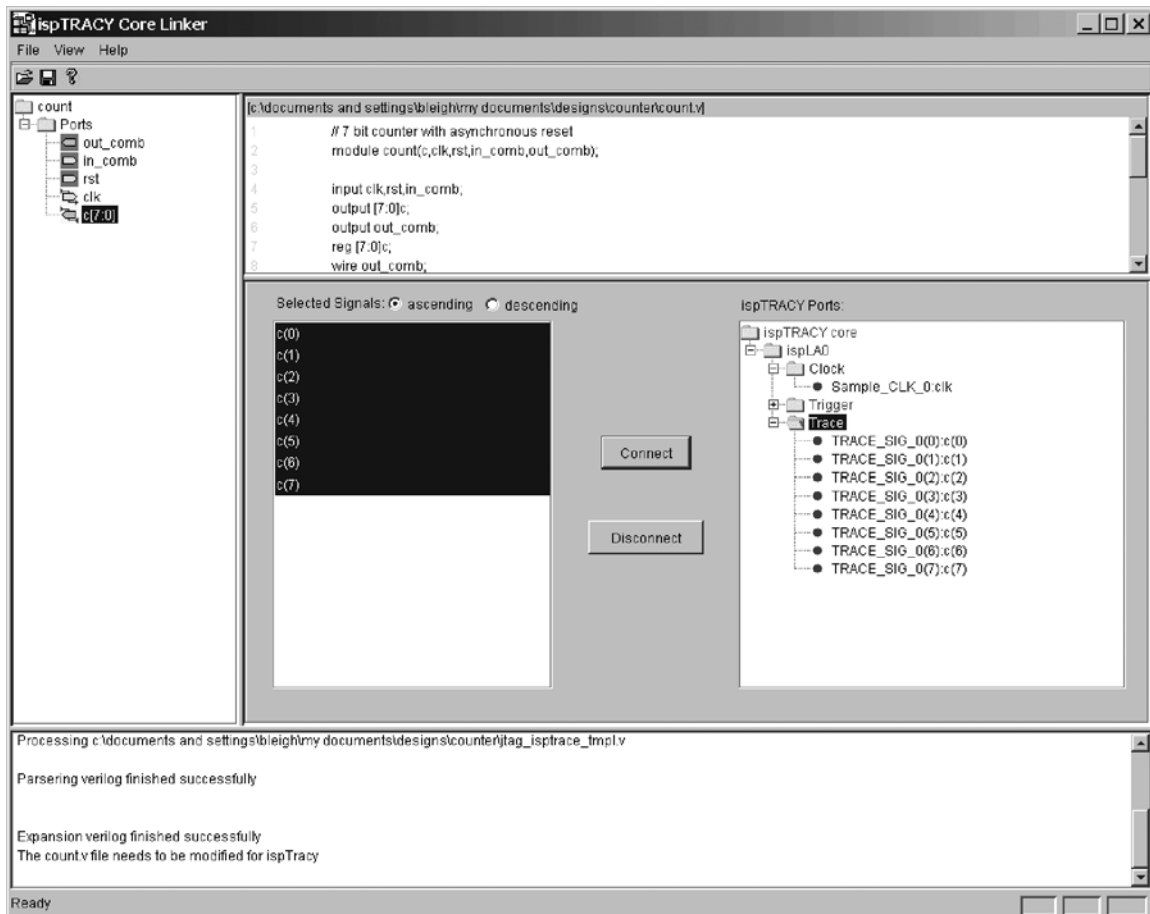 ispTRACY Core Linker
File View Help
count
Ports
out_comb
in_comb
rst
clk
c[7:0]
[c:\documents and settings\bleigh\my documents\designs\counter\count.v]
1 // 7 bit counter with asynchronous reset
2 module count(c,clk,rst,in_comb,out_comb);
3
4 input clk,rst,in_comb;
5 output [7:0]c;
6 output out_comb;
7 reg [7:0]c;
8 wire out_comb;
Selected Signals: ascending descending
c(0)
c(1)
c(2)
c(3)
c(4)
c(5)
c(6)
c(7)
Connect
Disconnect
ispTRACY Ports:
ispTRACY core
ispLA0
Clock
Sample_CLK_0:clk
Trigger
Trace
TRACE_SIG_0(0):c(0)
TRACE_SIG_0(1):c(1)
TRACE_SIG_0(2):c(2)
TRACE_SIG_0(3):c(3)
TRACE_SIG_0(4):c(4)
TRACE_SIG_0(5):c(5)
TRACE_SIG_0(6):c(6)
TRACE_SIG_0(7):c(7)
Processing c:\documents and settings\bleigh\my documents\designs\counter\jtag_isptrace_tmpl.v
Parsering verilog finished successfully
Expansion verilog finished successfully
The count.v file needs to be modified for ispTracy
Ready